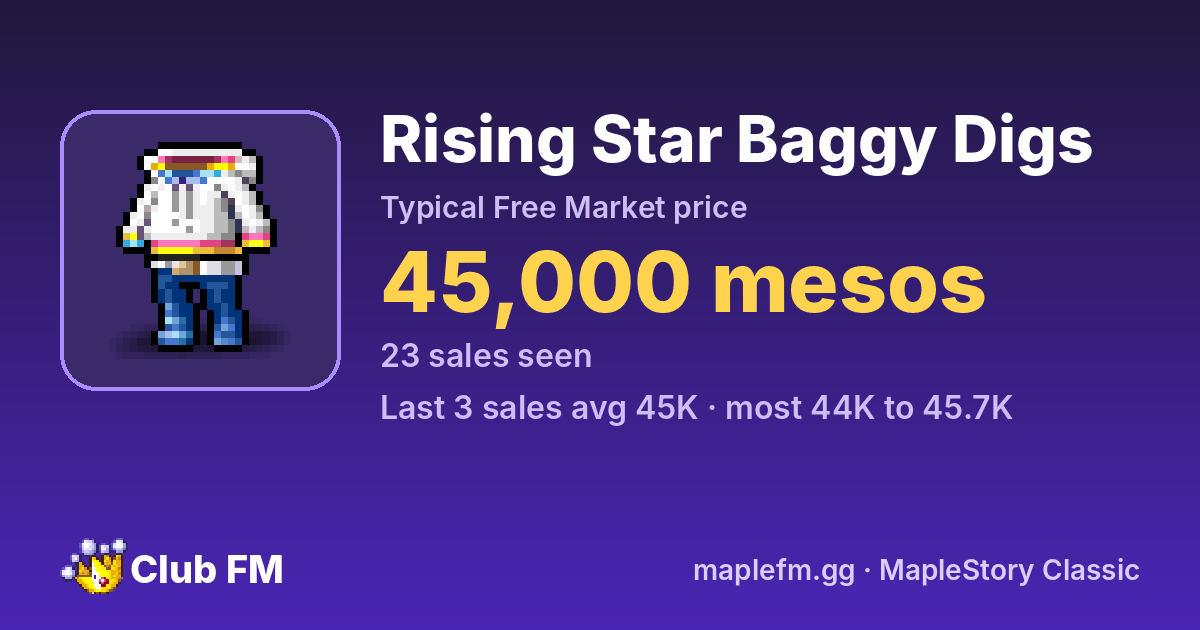 Rising Star Baggy Digs
Typical Free Market price
45,000 mesos
23 sales seen
Last 3 sales avg 45K · most 44K to 45.7K
Club FM
maplefm.gg · MapleStory Classic